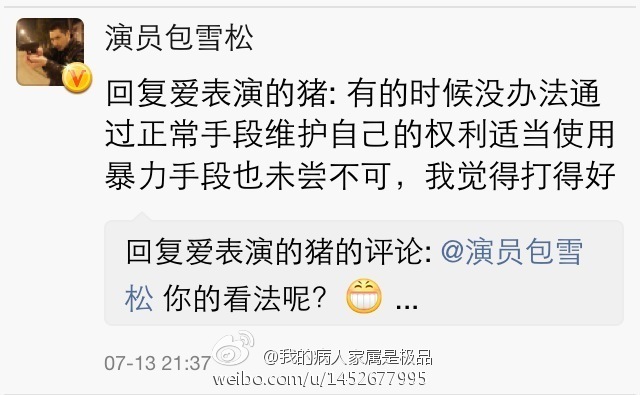 演员包雪松
回复爱表演的猪: 有的时候没办法通
过正常手段维护自己的权利适当使用
暴力手段也未尝不可，我觉得打得好
回复爱表演的猪的评论: @演员包雪
松 你的看法呢？ ...
07-13 21:37
@我的病人家属是极品
weibo.com/u/1452677995